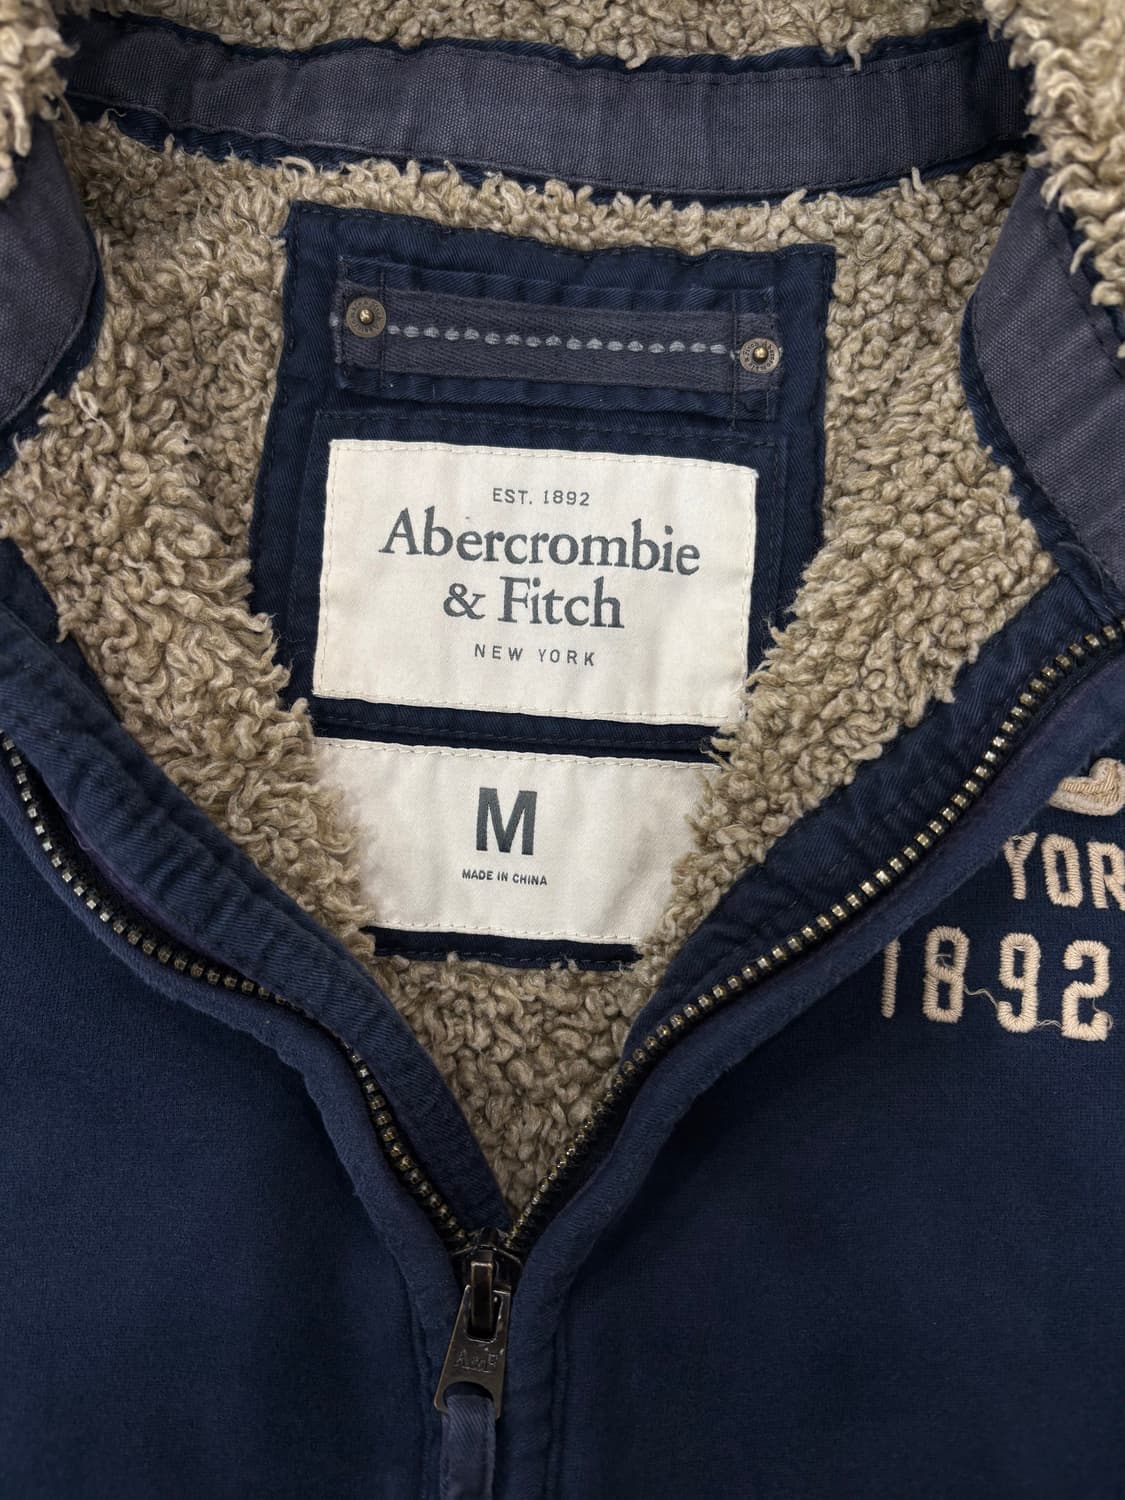 EST. 1892
Abercrombie
& Fitch
NEW YORK
M
MADE IN CHINA
YOR
1892